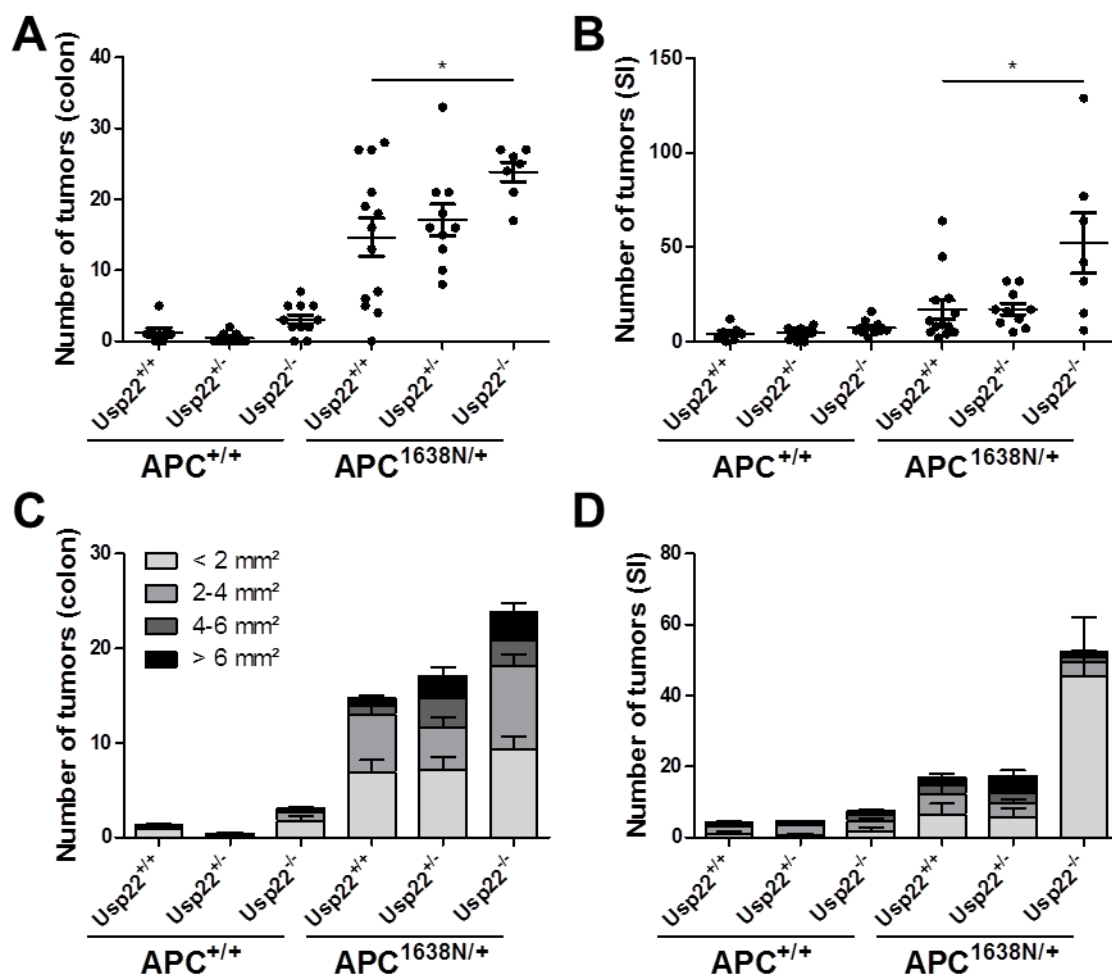 A
Number of tumors (colon)
40
30
20
10
0
*
Usp22+/+
Usp22+/-
Usp22-/-
Usp22+/+
Usp22+/-
Usp22-/-
APC+/+
APC1638N/+
B
Number of tumors (SI)
150
100
50
0
*
Usp22+/+
Usp22+/-
Usp22-/-
Usp22+/+
Usp22+/-
Usp22-/-
APC+/+
APC1638N/+
C
Number of tumors (colon)
30
20
10
0
< 2 mm²
2-4 mm²
4-6 mm²
> 6 mm²
Usp22+/+
Usp22+/-
Usp22-/-
Usp22+/+
Usp22+/-
Usp22-/-
APC+/+
APC1638N/+
D
Number of tumors (SI)
80
60
40
20
0
Usp22+/+
Usp22+/-
Usp22-/-
Usp22+/+
Usp22+/-
Usp22-/-
APC+/+
APC1638N/+